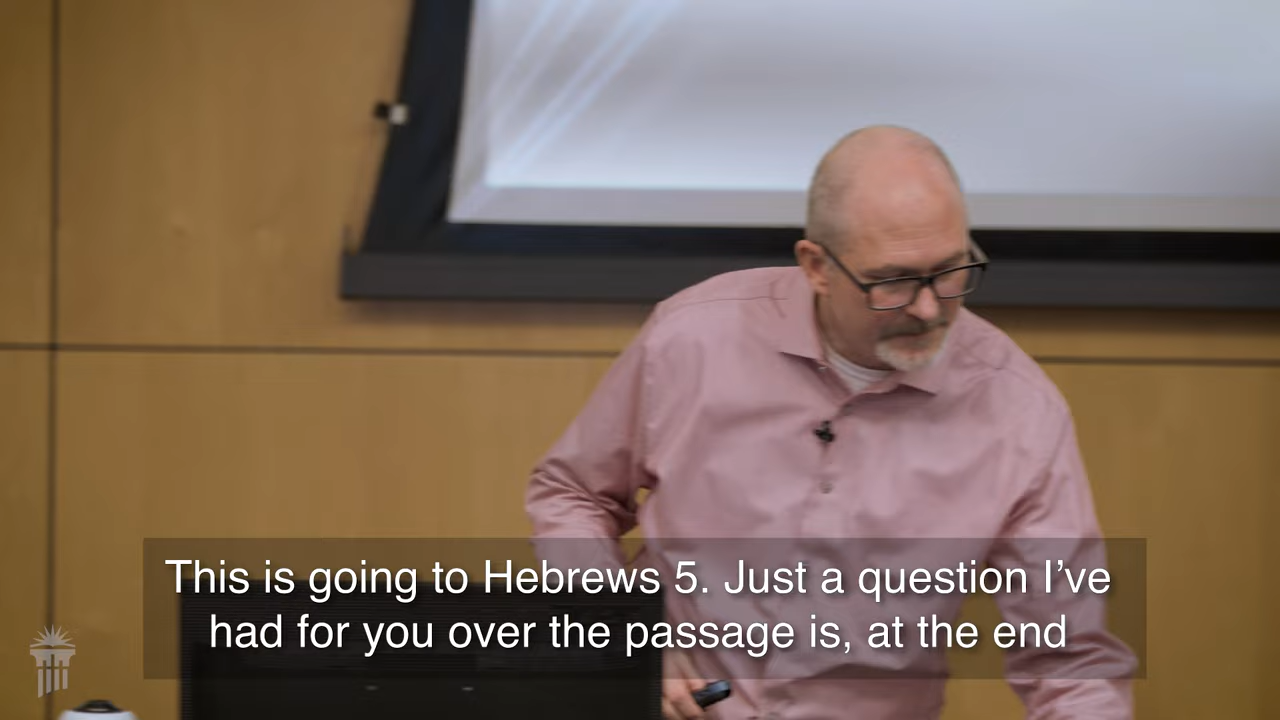 This is going to Hebrews 5. Just a question I’ve
had for you over the passage is, at the end